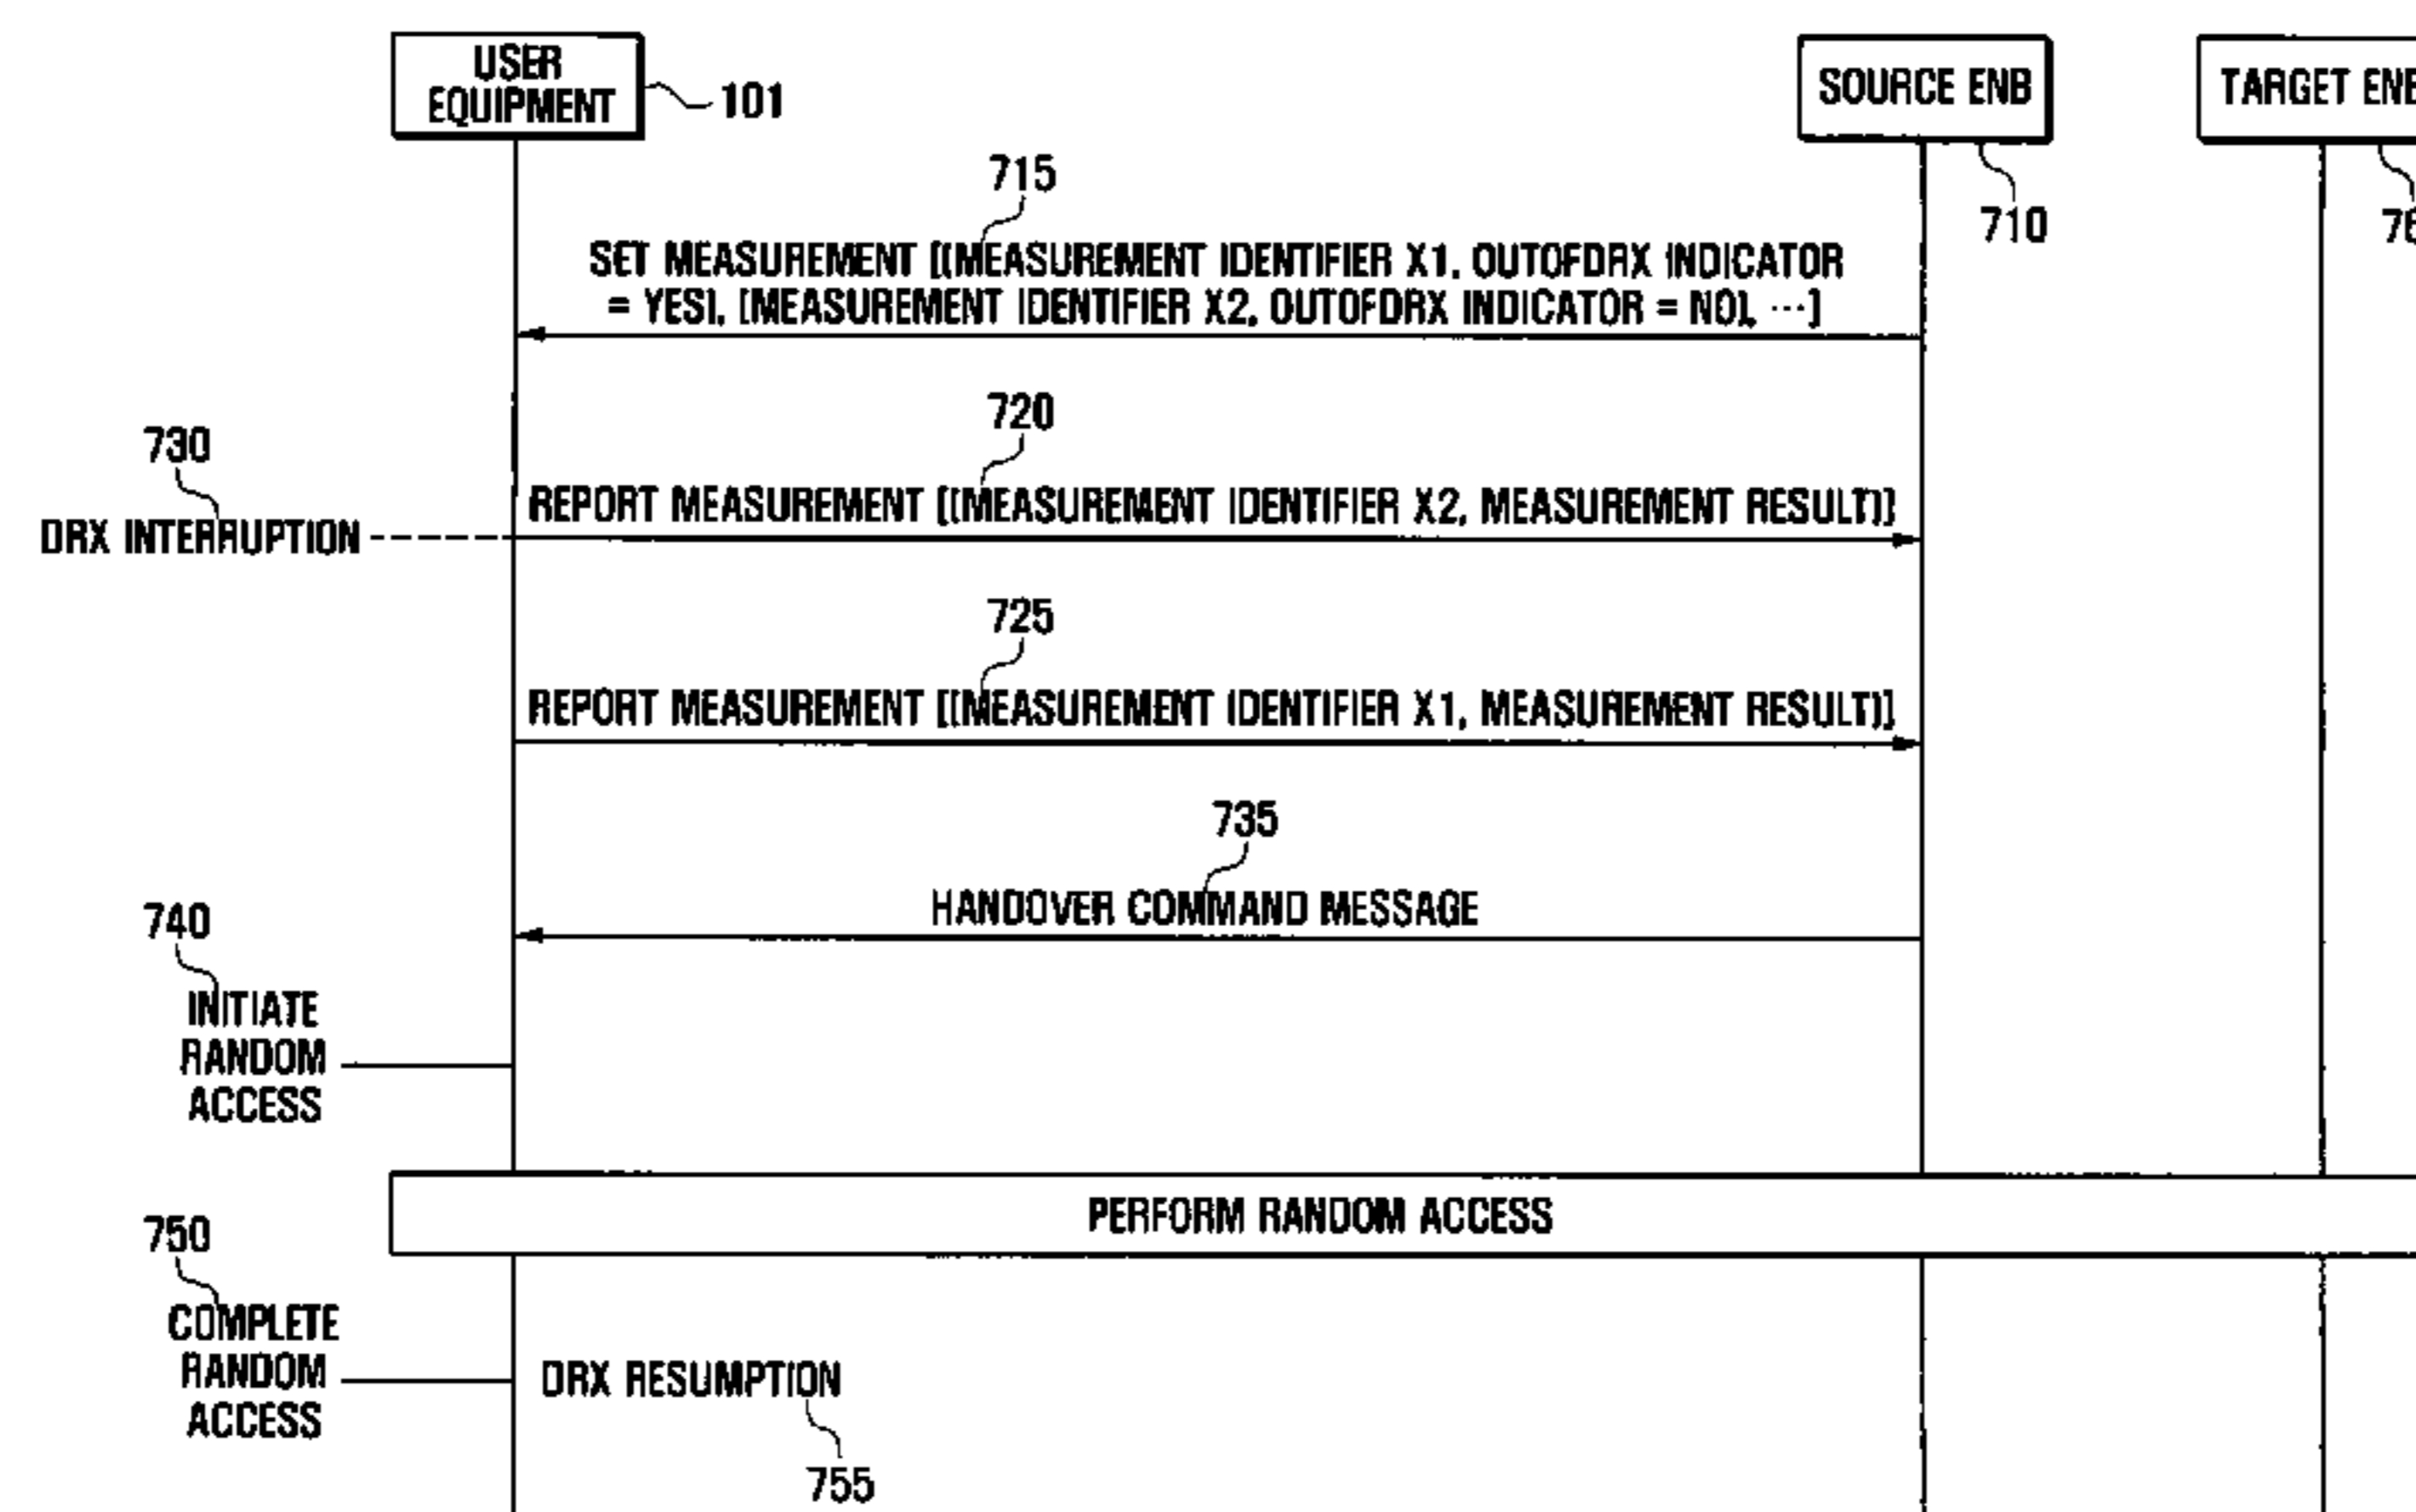 USER
EQUIPMENT
101
SOURCE ENB
710
TARGET ENB
715
SET MEASUREMENT [(MEASUREMENT IDENTIFIER X1, OUTOFDRX INDICATOR
= YES), [MEASUREMENT IDENTIFIER X2, OUTOFDRX INDICATOR = NO), ···]
720
730
REPORT MEASUREMENT [(MEASUREMENT IDENTIFIER X2, MEASUREMENT RESULT)]
DRX INTERRUPTION
725
REPORT MEASUREMENT [(MEASUREMENT IDENTIFIER X1, MEASUREMENT RESULT)]
735
HANDOVER COMMAND MESSAGE
740
INITIATE
RANDOM
ACCESS
PERFORM RANDOM ACCESS
750
COMPLETE
RANDOM
ACCESS
DRX RESUMPTION
755